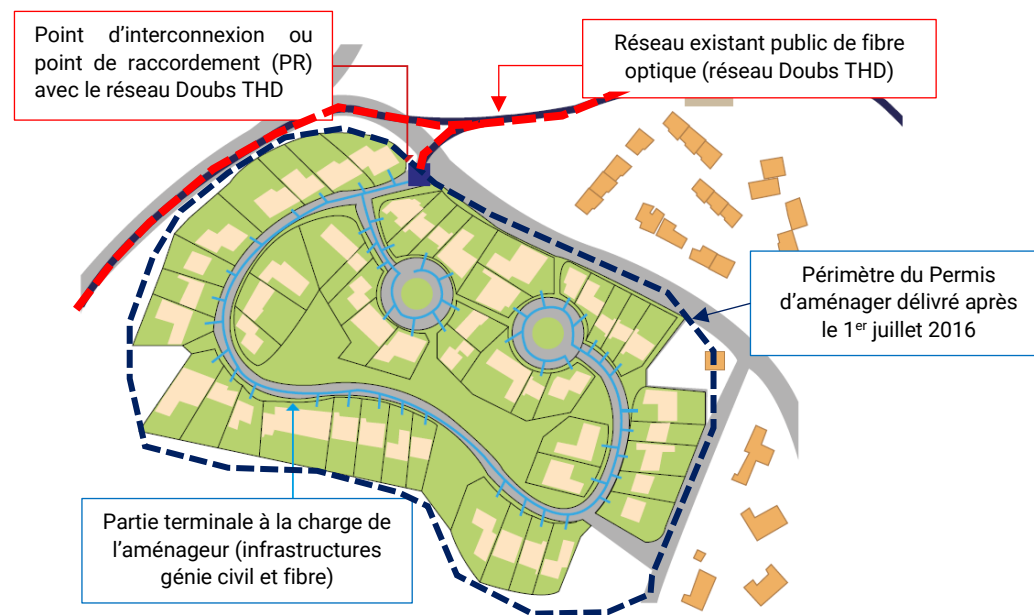 Point d’interconnexion ou
point de raccordement (PR)
avec le réseau Doubs THD
Réseau existant public de fibre
optique (réseau Doubs THD)
Périmètre du Permis
d’aménager délivré après
le 1er juillet 2016
Partie terminale à la charge de
l’aménageur (infrastructures
génie civil et fibre)